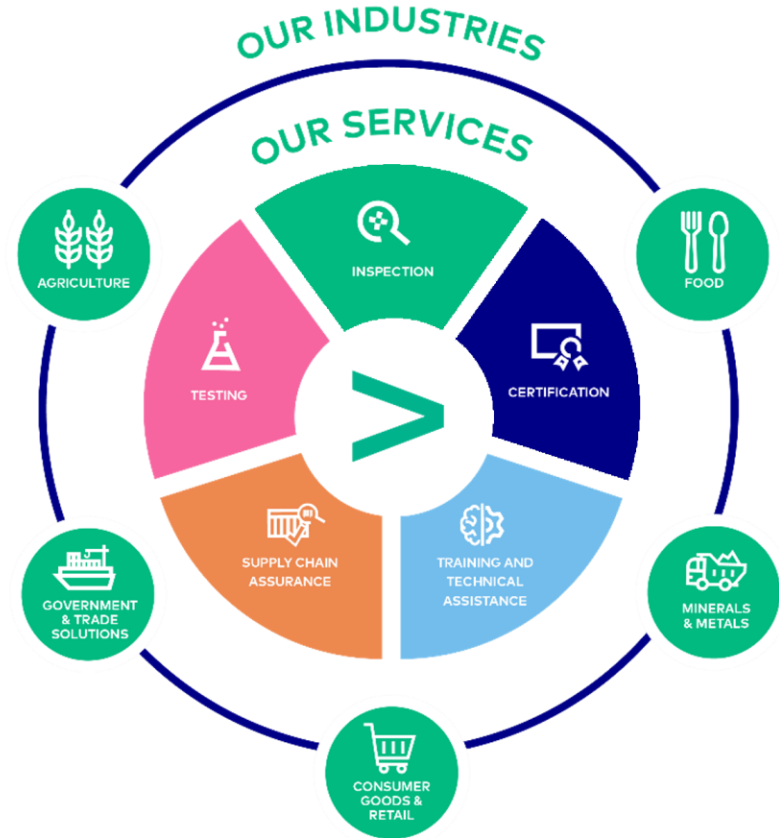 OUR INDUSTRIES
OUR SERVICES
INSPECTION
AGRICULTURE
FOOD
TESTING
CERTIFICATION
>
SUPPLY CHAIN
ASSURANCE
TRAINING AND
TECHNICAL
ASSISTANCE
GOVERNMENT
& TRADE
SOLUTIONS
MINERALS
& METALS
CONSUMER
GOODS &
RETAIL